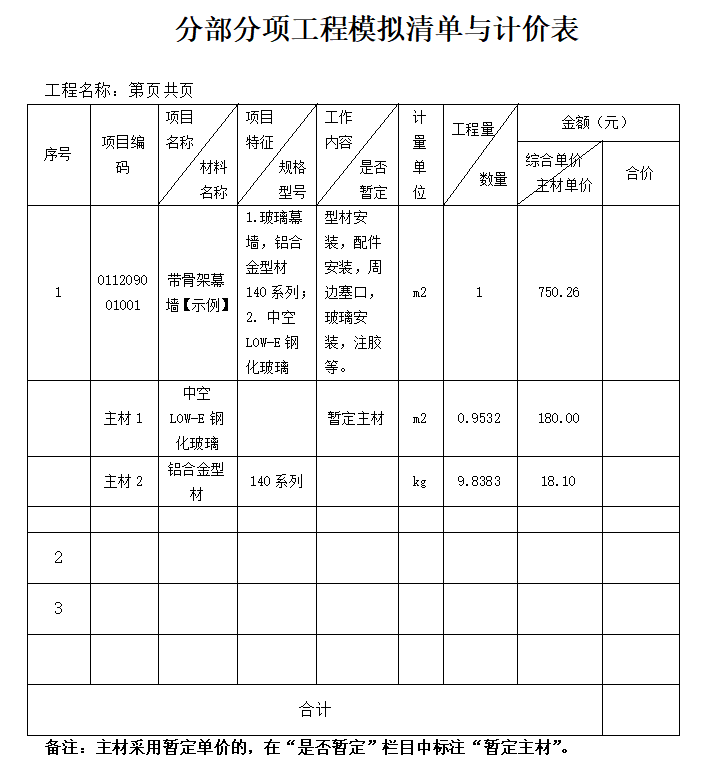 分部分项工程模拟清单与计价表
工程名称：第页共页
序号
项目编
码
项目
名称
材料
名称
项目
特征
规格
型号
工作
内容
是否
暂定
计
量
单
位
工程量
数量
金额（元）
综合单价
主材单价
合价
1
0112090
01001
带骨架幕
墙【示例】
1.玻璃幕
墙，铝合
金型材
140系列；
2. 中空
LOW-E钢
化玻璃
型材安
装，配件
安装，周
边塞口，
玻璃安
装，注胶
等。
m2
1
750.26
主材1
中空
LOW-E钢
化玻璃
暂定主材
m2
0.9532
180.00
主材2
铝合金型
材
140系列
kg
9.8383
18.10
2
3
合计
备注：主材采用暂定单价的，在“是否暂定”栏目中标注“暂定主材”。